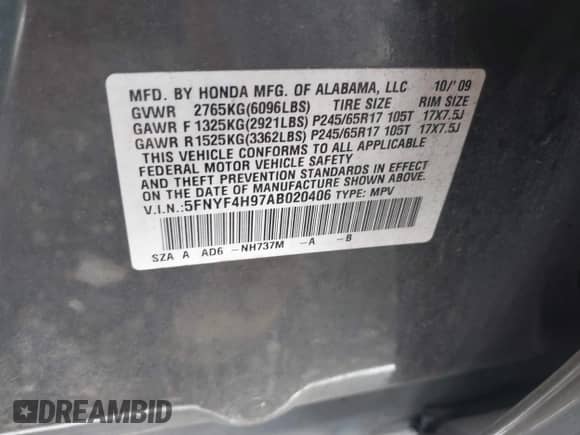 MFD. BY HONDA MFG. OF ALABAMA, LLC 10/'09
GVWR 2765KG(6096LBS) TIRE SIZE RIM SIZE
GAWR F 1325KG(2921LBS) P245/65R17 105T 17X7.5J
GAWR R1525KG(3362LBS) P245/65R17 105T 17X7.5J
THIS VEHICLE CONFORMS TO ALL APPLICABLE
FEDERAL MOTOR VEHICLE SAFETY
AND THEFT PREVENTION STANDARDS IN EFFECT
ON THE DATE OF MANUFACTURE SHOWN ABOVE.
V.I.N.:5FNYF4H97AB020406 TYPE: MPV
SZA A AD6 -NH737M -A -B
DREAMBID